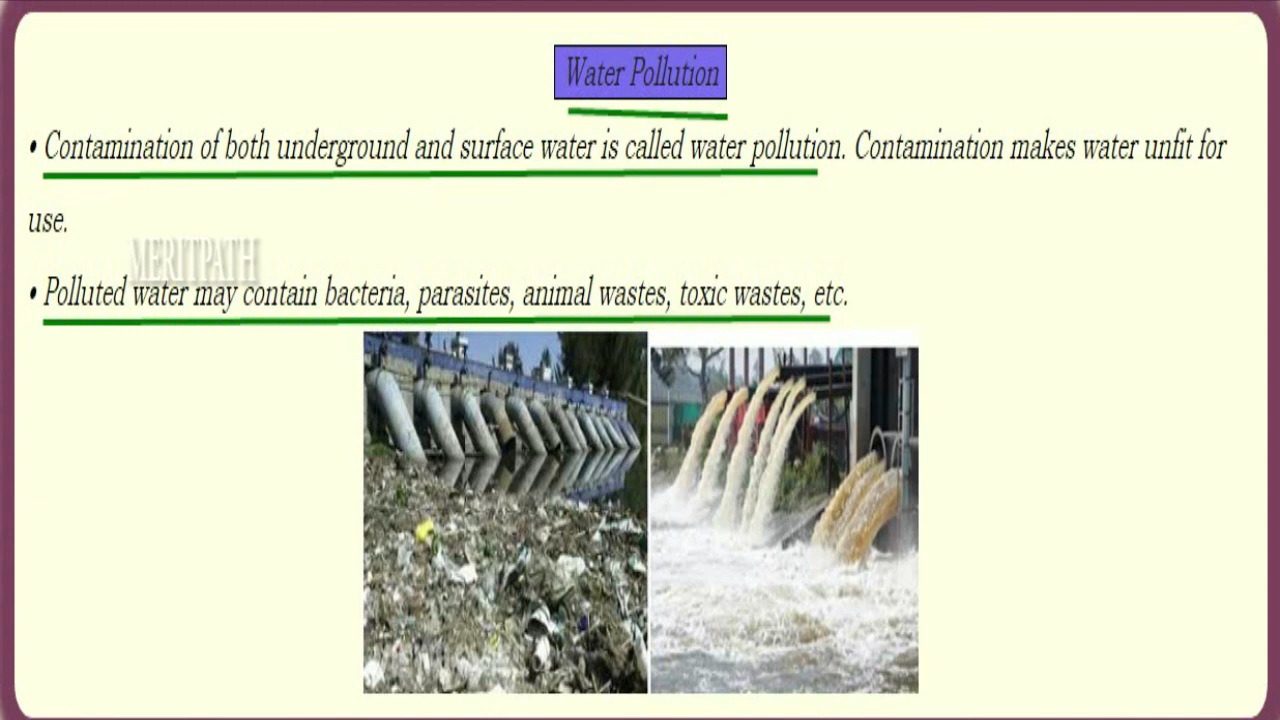 Water Pollution
• Contamination of both underground and surface water is called water pollution. Contamination makes water unfit for
use.
MERITPATH
• Polluted water may contain bacteria, parasites, animal wastes, toxic wastes, etc.